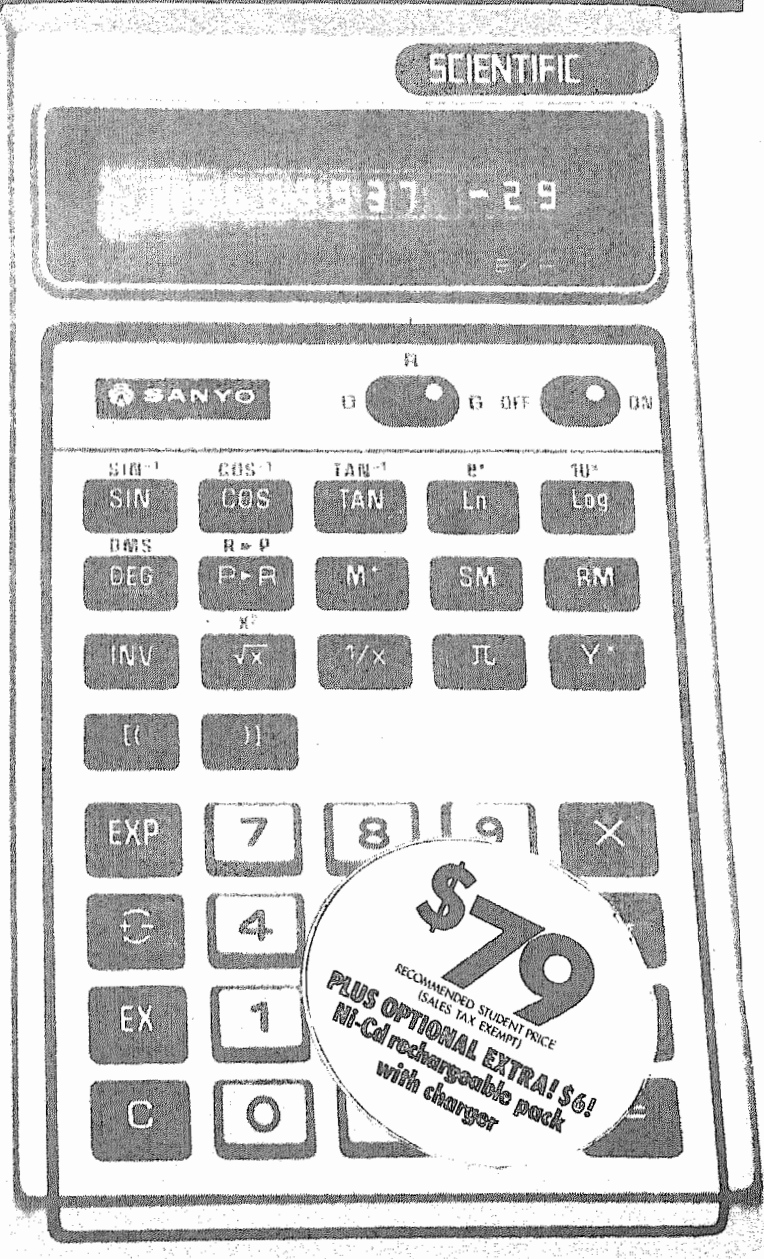 SCIENTIFIC
937 -29
SANYO
R
D G OFF ON
SIN⁻¹ COS⁻¹ TAN⁻¹ eˣ 10ˣ
SIN COS TAN Ln Log
DMS R▸P
DEG P▸R M⁺ SM RM
X²
INV √x 1/x π Yˣ
[( )]
EXP 7 8 9 ×
4
EX 1
C 0 =
$79
RECOMMENDED STUDENT PRICE
(SALES TAX EXEMPT)
PLUS OPTIONAL EXTRA! $6!
Ni-Cd rechargeable pack
with charger